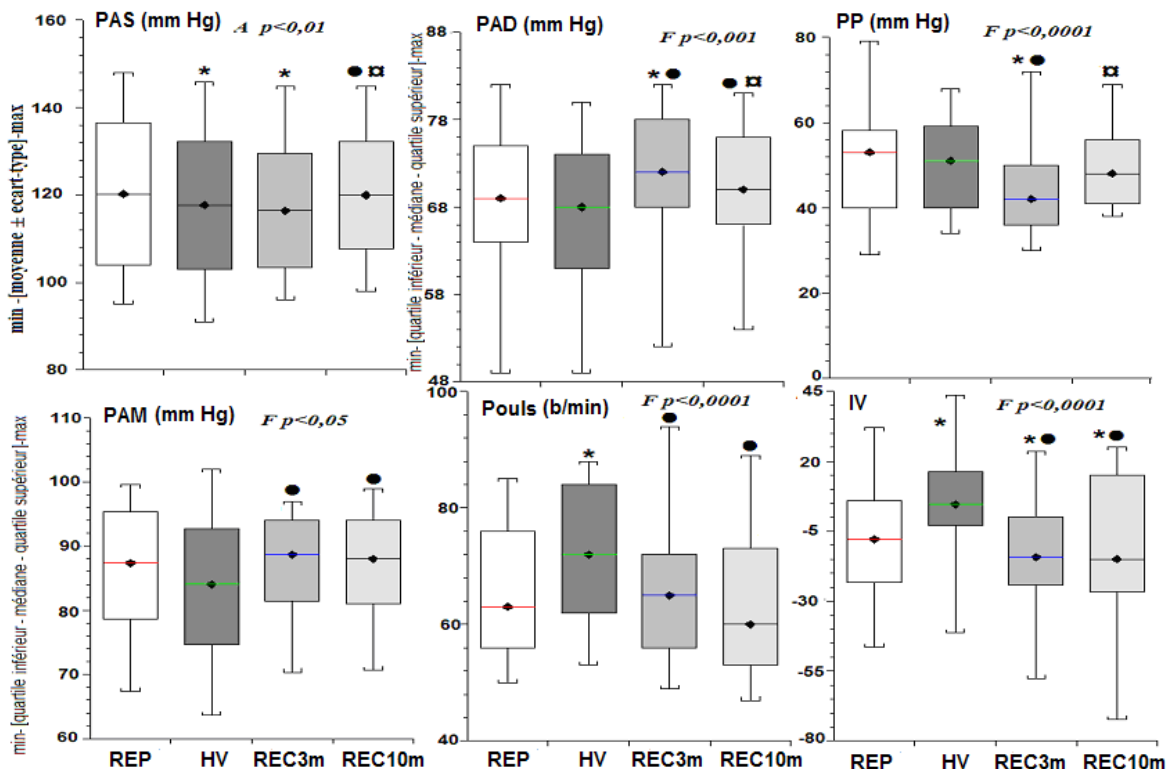 PAS (mm Hg)
A p<0,01
160
140
120
100
80
min -[moyenne ± ecart-type]-max
*
*
● ¤
PAD (mm Hg)
F p<0,001
88
78
68
58
48
min- [quartile inférieur - médiane - quartile supérieur]-max
* ●
● ¤
PP (mm Hg)
F p<0,0001
80
60
40
20
0
* ●
¤
PAM (mm Hg)
F p<0,05
110
100
90
80
70
60
min- [quartile inférieur - médiane - quartile supérieur]-max
●
●
REP HV REC3m REC10m
Pouls (b/min)
F p<0,0001
100
80
60
40
*
●
●
REP HV REC3m REC10m
IV
F p<0,0001
45
20
-5
-30
-55
-80
*
* ●
* ●
REP HV REC3m REC10m